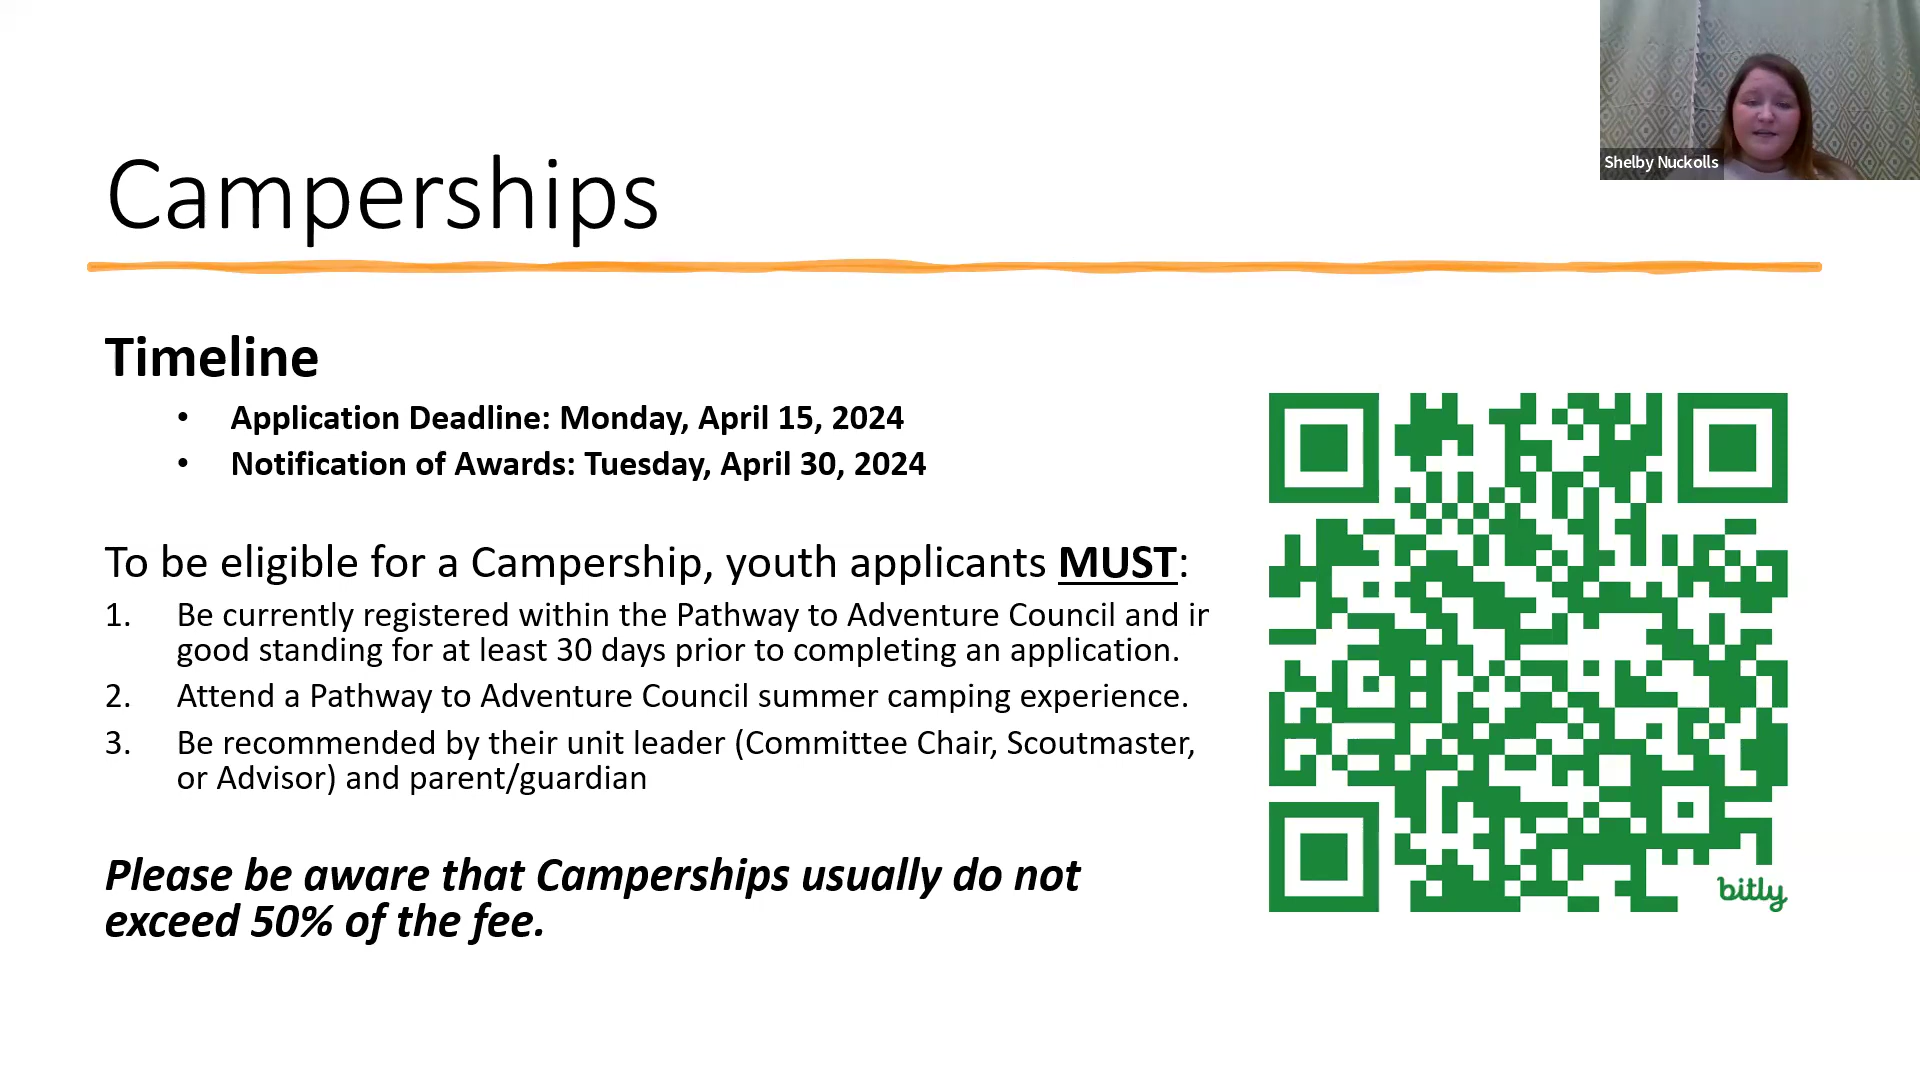 Shelby Nuckolls
Camperships
Timeline
• Application Deadline: Monday, April 15, 2024
• Notification of Awards: Tuesday, April 30, 2024
To be eligible for a Campership, youth applicants MUST:
1. Be currently registered within the Pathway to Adventure Council and in
good standing for at least 30 days prior to completing an application.
2. Attend a Pathway to Adventure Council summer camping experience.
3. Be recommended by their unit leader (Committee Chair, Scoutmaster,
or Advisor) and parent/guardian
Please be aware that Camperships usually do not
exceed 50% of the fee.
bitly